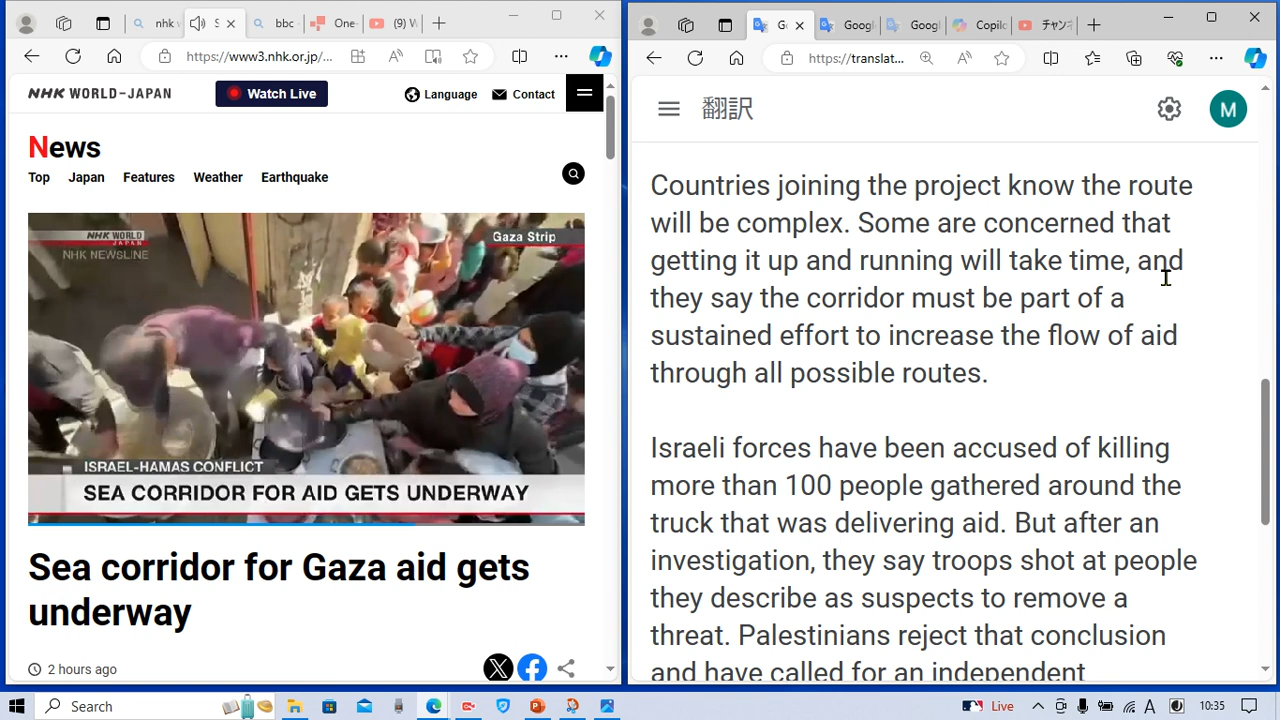 nhk
S
bbc
One-
(9) W
https://www3.nhk.or.jp/...
NHK WORLD-JAPAN
Watch Live
Language
Contact
News
Top Japan Features Weather Earthquake
NHK WORLD
JAPAN
NHK NEWSLINE
Gaza Strip
ISRAEL-HAMAS CONFLICT
SEA CORRIDOR FOR AID GETS UNDERWAY
Sea corridor for Gaza aid gets
underway
2 hours ago
Googl
Googl
Copilc
https://translat...
翻訳
M
Countries joining the project know the route
will be complex. Some are concerned that
getting it up and running will take time, and
they say the corridor must be part of a
sustained effort to increase the flow of aid
through all possible routes.
Israeli forces have been accused of killing
more than 100 people gathered around the
truck that was delivering aid. But after an
investigation, they say troops shot at people
they describe as suspects to remove a
threat. Palestinians reject that conclusion
and have called for an independent
Search
Live
A
10:35